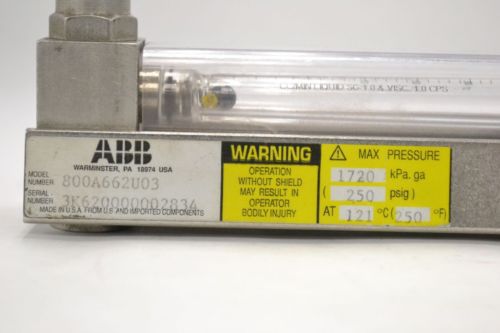 CC/MIN LIQUID SG-1.0 & VISC. 1.0 CPS
ABB
WARMINSTER, PA 18974 USA
MODEL
NUMBER 800A662U03
SERIAL
NUMBER 3K620000002834
MADE IN U.S.A. FROM U.S. AND IMPORTED COMPONENTS
WARNING
OPERATION
WITHOUT SHIELD
MAY RESULT IN
OPERATOR
BODILY INJURY
MAX PRESSURE
1720 kPa. ga
( 250 psig )
AT 121 °C ( 250 °F)